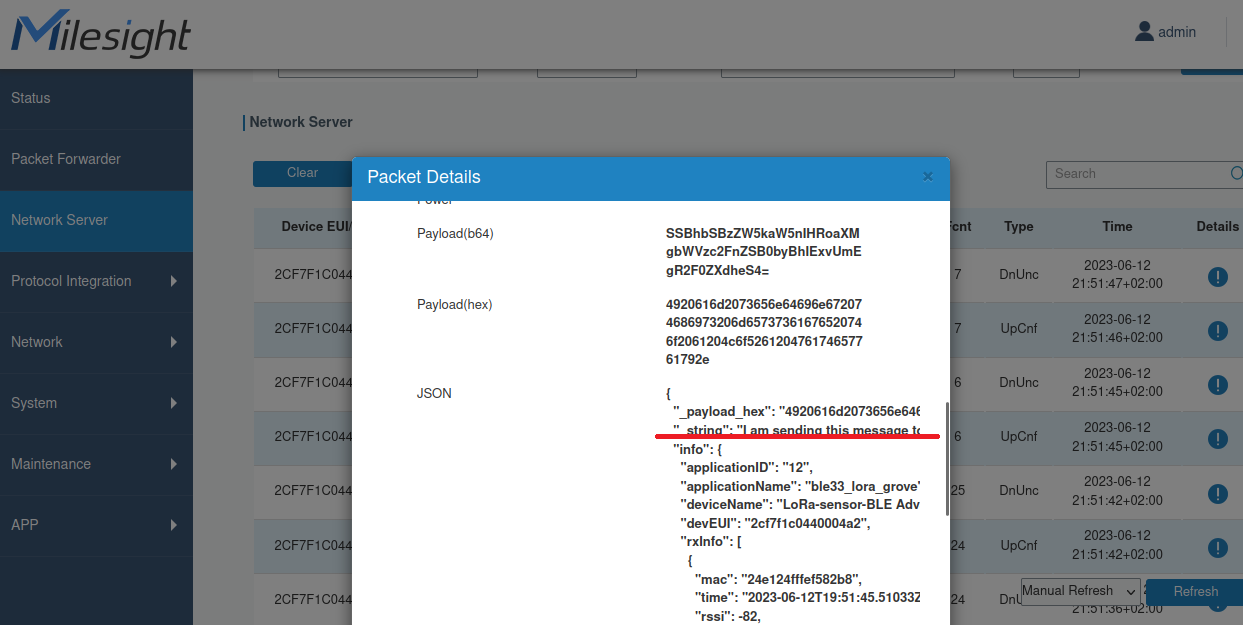 Milesight
admin
Status
Packet Forwarder
Network Server
Protocol Integration
Network
System
Maintenance
APP
Network Server
Clear
Search
Device EUI/
Fcnt
Type
Time
Details
2CF7F1C044
7
DnUnc
2023-06-12
21:51:47+02:00
2CF7F1C044
7
UpCnf
2023-06-12
21:51:46+02:00
2CF7F1C044
6
DnUnc
2023-06-12
21:51:45+02:00
2CF7F1C044
6
UpCnf
2023-06-12
21:51:45+02:00
2CF7F1C044
25
DnUnc
2023-06-12
21:51:42+02:00
2CF7F1C044
24
UpCnf
2023-06-12
21:51:42+02:00
2CF7F1C044
24
21:51:36+02:00
Manual Refresh
Refresh
Packet Details
×
Power
Payload(b64)
SSBhbSBzZW5kaW5nIHRoaXM
gbWVzc2FnZSB0byBhIExvUmE
gR2F0ZXdheS4=
Payload(hex)
4920616d2073656e64696e67207
4686973206d6573736167652074
6f2061204c6f5261204761746577
61792e
JSON
{
"_payload_hex": "4920616d2073656e646
"_string": "I am sending this message to
"info": {
"applicationID": "12",
"applicationName": "ble33_lora_grove"
"deviceName": "LoRa-sensor-BLE Adv
"devEUI": "2cf7f1c0440004a2",
"rxInfo": [
{
"mac": "24e124fffef582b8",
"time": "2023-06-12T19:51:45.51033Z
"rssi": -82,